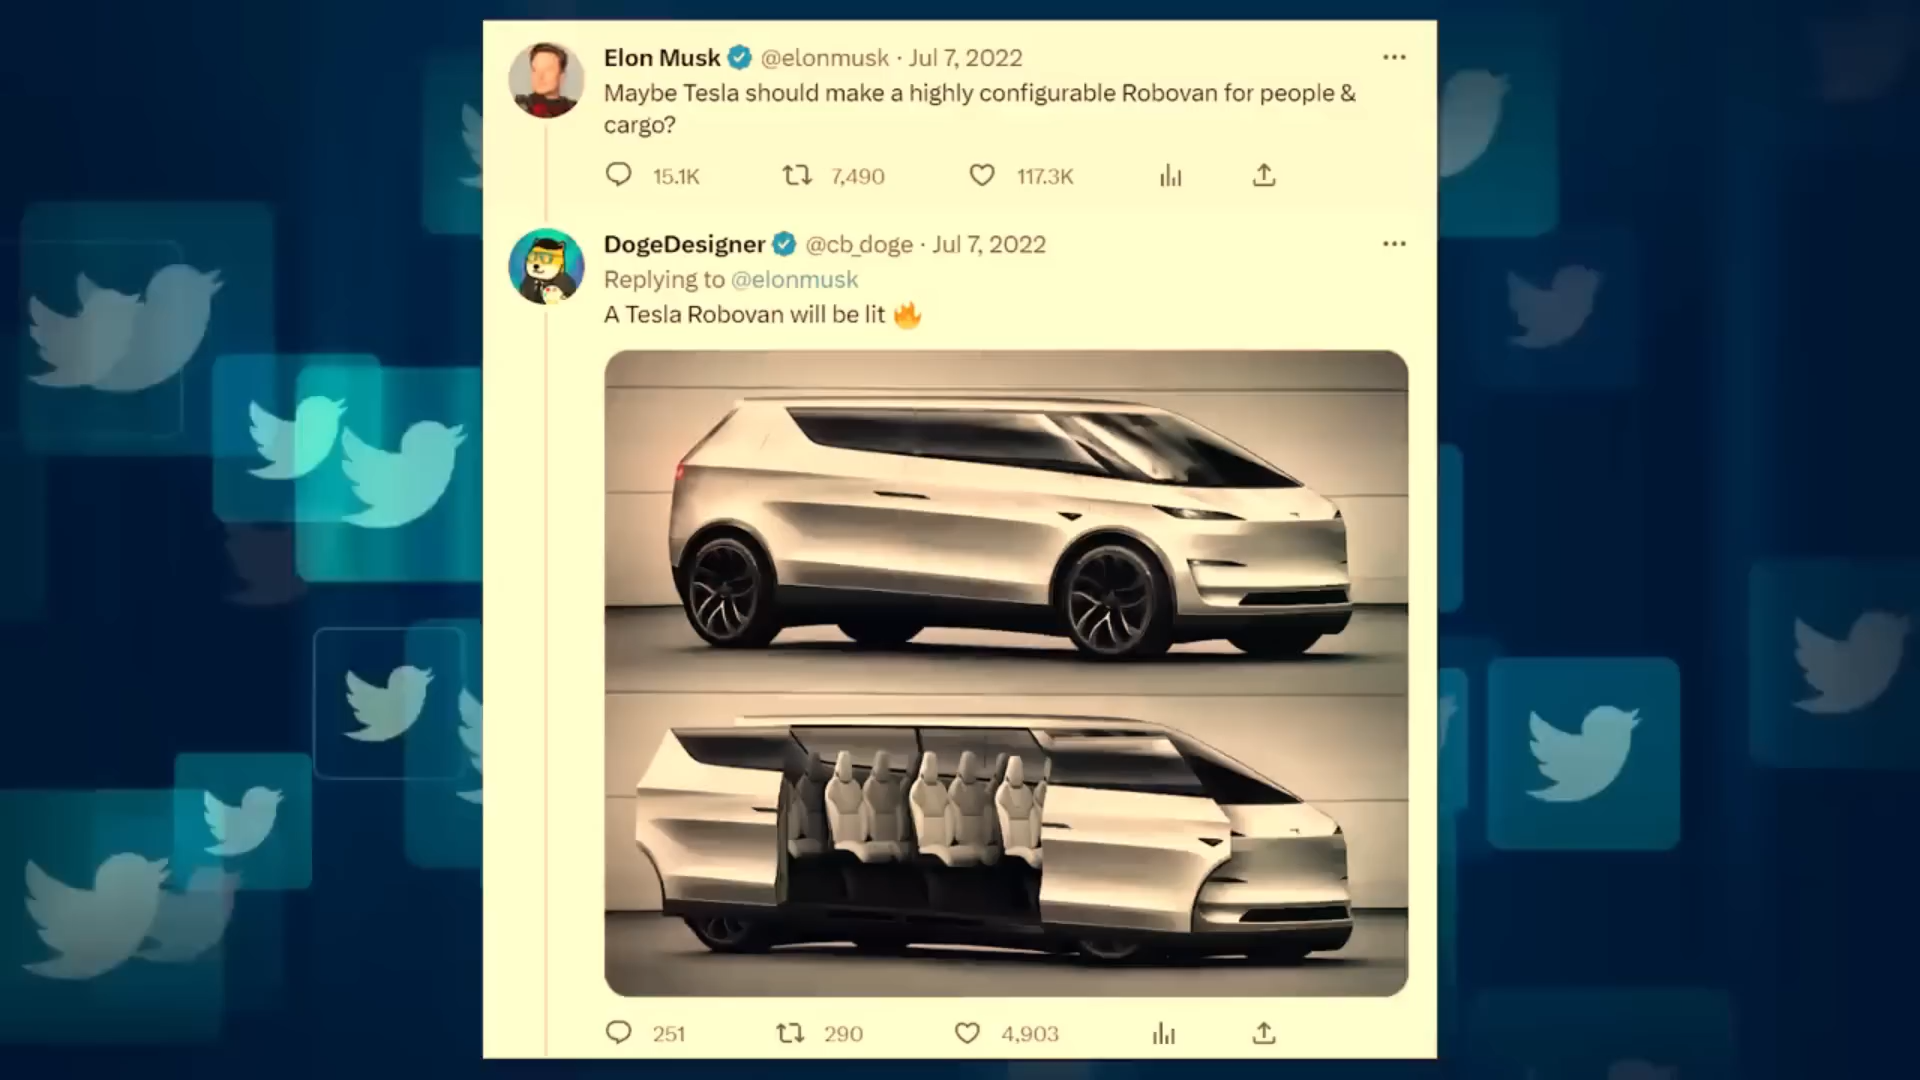 Elon Musk @elonmusk · Jul 7, 2022
Maybe Tesla should make a highly configurable Robovan for people &
cargo?
15.1K 7,490 117.3K
DogeDesigner @cb_doge · Jul 7, 2022
Replying to @elonmusk
A Tesla Robovan will be lit 🔥
251 290 4,903